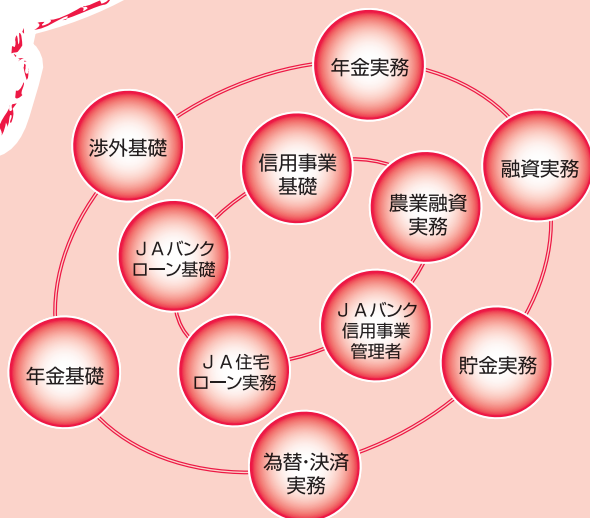 年金実務
渉外基礎
信用事業
基礎
融資実務
農業融資
実務
ＪＡバンク
ローン基礎
ＪＡバンク
信用事業
管理者
ＪＡ住宅
ローン実務
貯金実務
年金基礎
為替・決済
実務